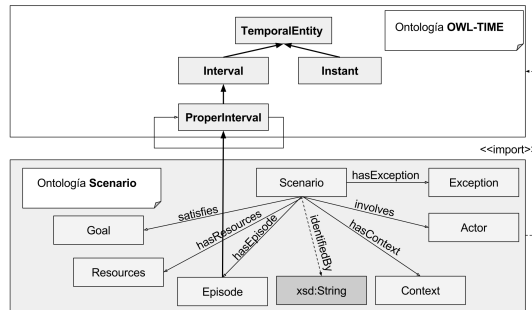 TemporalEntity
Ontología OWL-TIME
Interval
Instant
ProperInterval
<<import>>
Ontología Scenario
Scenario
hasException
Exception
satisfies
involves
Goal
hasResources
hasEpisode
identifiedBy
hasContext
Actor
Resources
Episode
xsd:String
Context